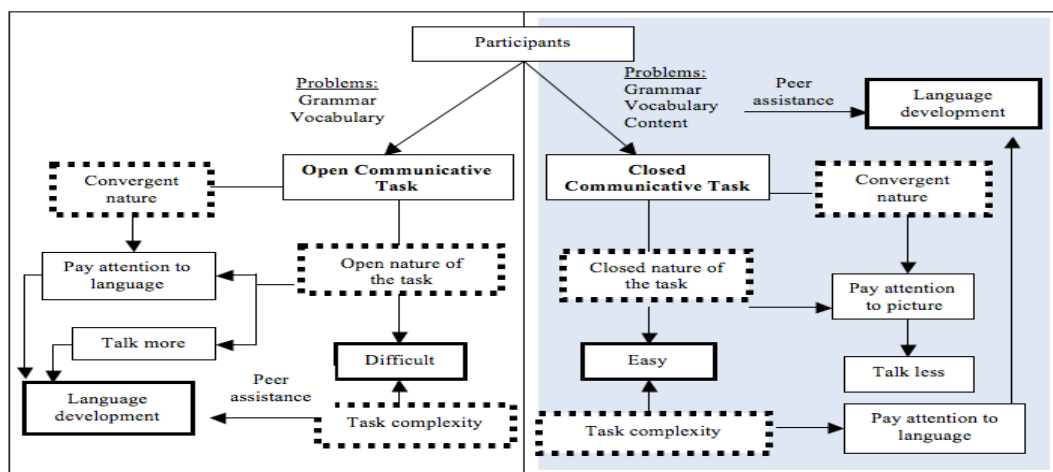 Participants
Problems:
Grammar
Vocabulary
Problems:
Grammar
Vocabulary
Content
Peer
assistance
Language
development
Open Communicative
Task
Closed
Communicative Task
Convergent
nature
Convergent
nature
Pay attention to
language
Open nature of
the task
Closed nature of
the task
Pay attention
to picture
Talk more
Difficult
Easy
Talk less
Language
development
Peer
assistance
Task complexity
Task complexity
Pay attention to
language